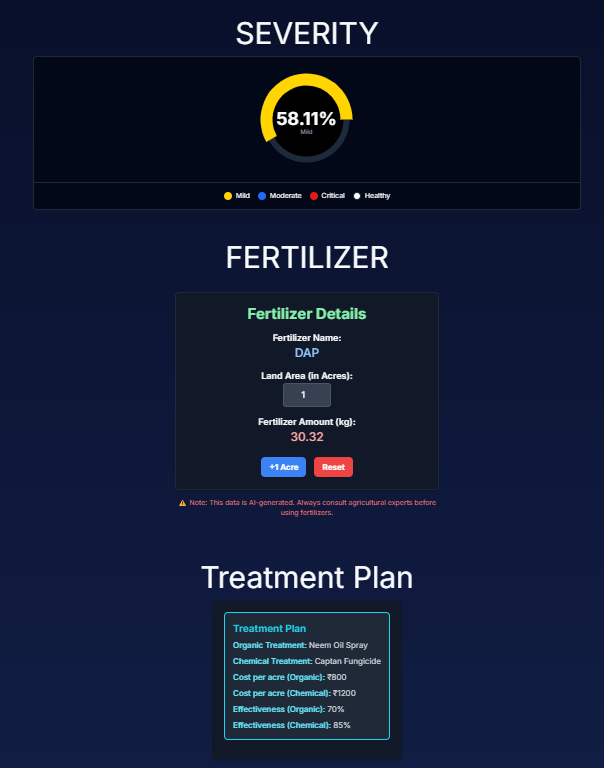 SEVERITY
58.11%
Mild
Mild Moderate Critical Healthy
FERTILIZER
Fertilizer Details
Fertilizer Name:
DAP
Land Area (in Acres):
1
Fertilizer Amount (kg):
30.32
+1 Acre Reset
⚠ Note: This data is AI-generated. Always consult agricultural experts before
using fertilizers.
Treatment Plan
Treatment Plan
Organic Treatment: Neem Oil Spray
Chemical Treatment: Captan Fungicide
Cost per acre (Organic): ₹800
Cost per acre (Chemical): ₹1200
Effectiveness (Organic): 70%
Effectiveness (Chemical): 85%